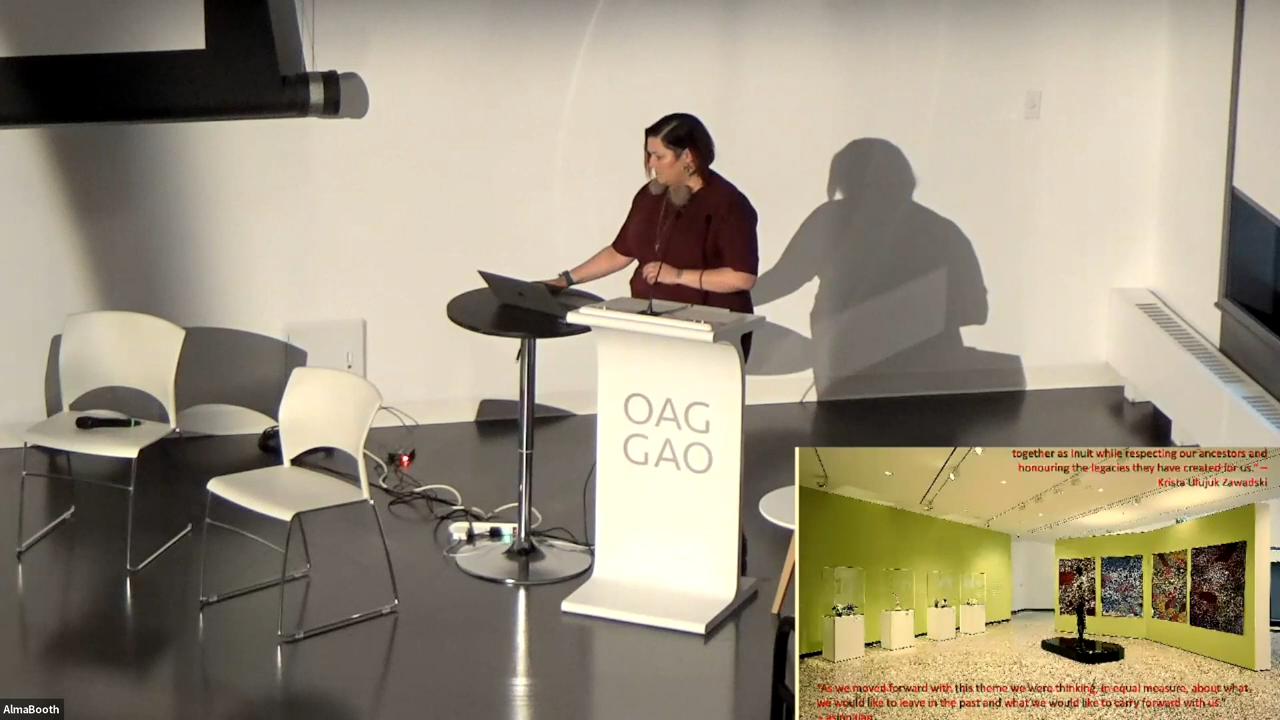 OAG
GAO
together as Inuit while respecting our ancestors and
honouring the legacies they have created for us." –
Krista Ulujuk Zawadski
"As we moved forward with this theme we were thinking, in equal measure, about what
we would like to leave in the past and what we would like to carry forward with us."
AlmaBooth